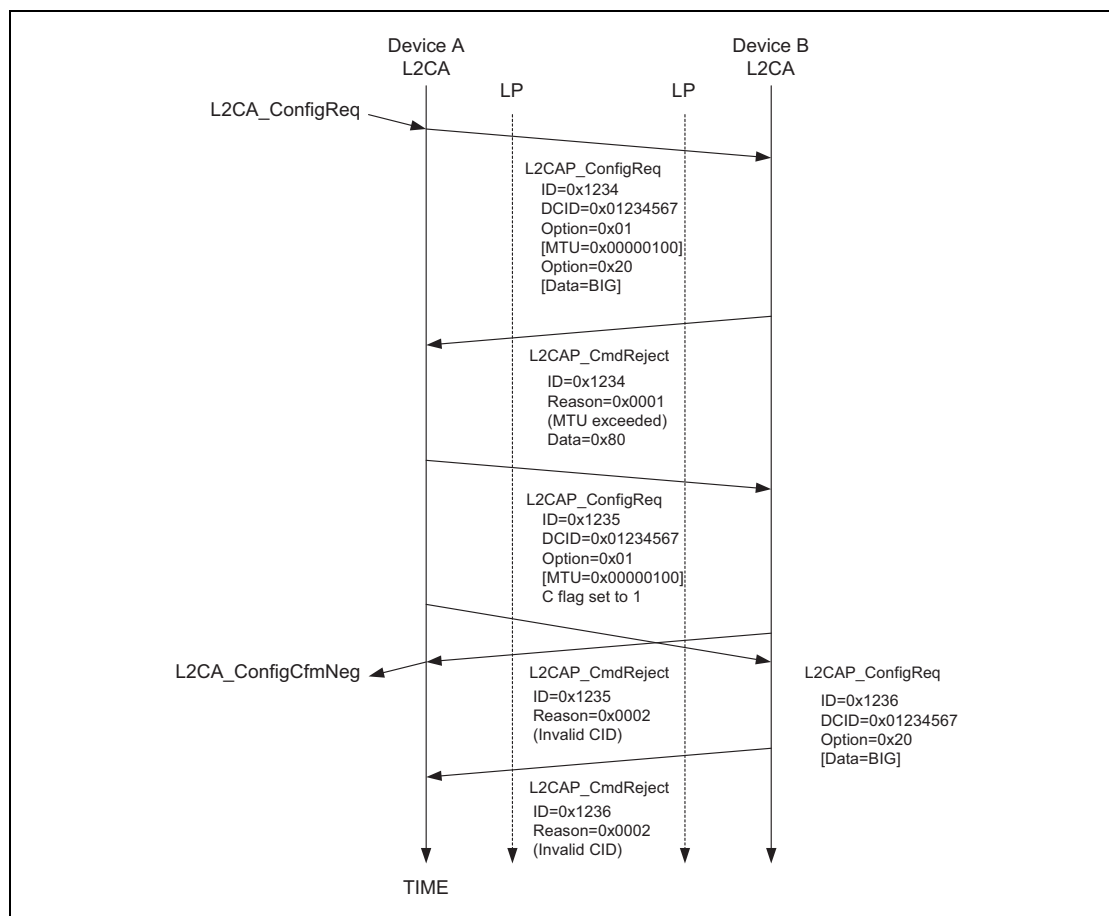 Device A
L2CA
Device B
L2CA
LP
LP
L2CA_ConfigReq
L2CAP_ConfigReq
ID=0x1234
DCID=0x01234567
Option=0x01
[MTU=0x00000100]
Option=0x20
[Data=BIG]
L2CAP_CmdReject
ID=0x1234
Reason=0x0001
(MTU exceeded)
Data=0x80
L2CAP_ConfigReq
ID=0x1235
DCID=0x01234567
Option=0x01
[MTU=0x00000100]
C flag set to 1
L2CA_ConfigCfmNeg
L2CAP_CmdReject
ID=0x1235
Reason=0x0002
(Invalid CID)
L2CAP_ConfigReq
ID=0x1236
DCID=0x01234567
Option=0x20
[Data=BIG]
L2CAP_CmdReject
ID=0x1236
Reason=0x0002
(Invalid CID)
TIME